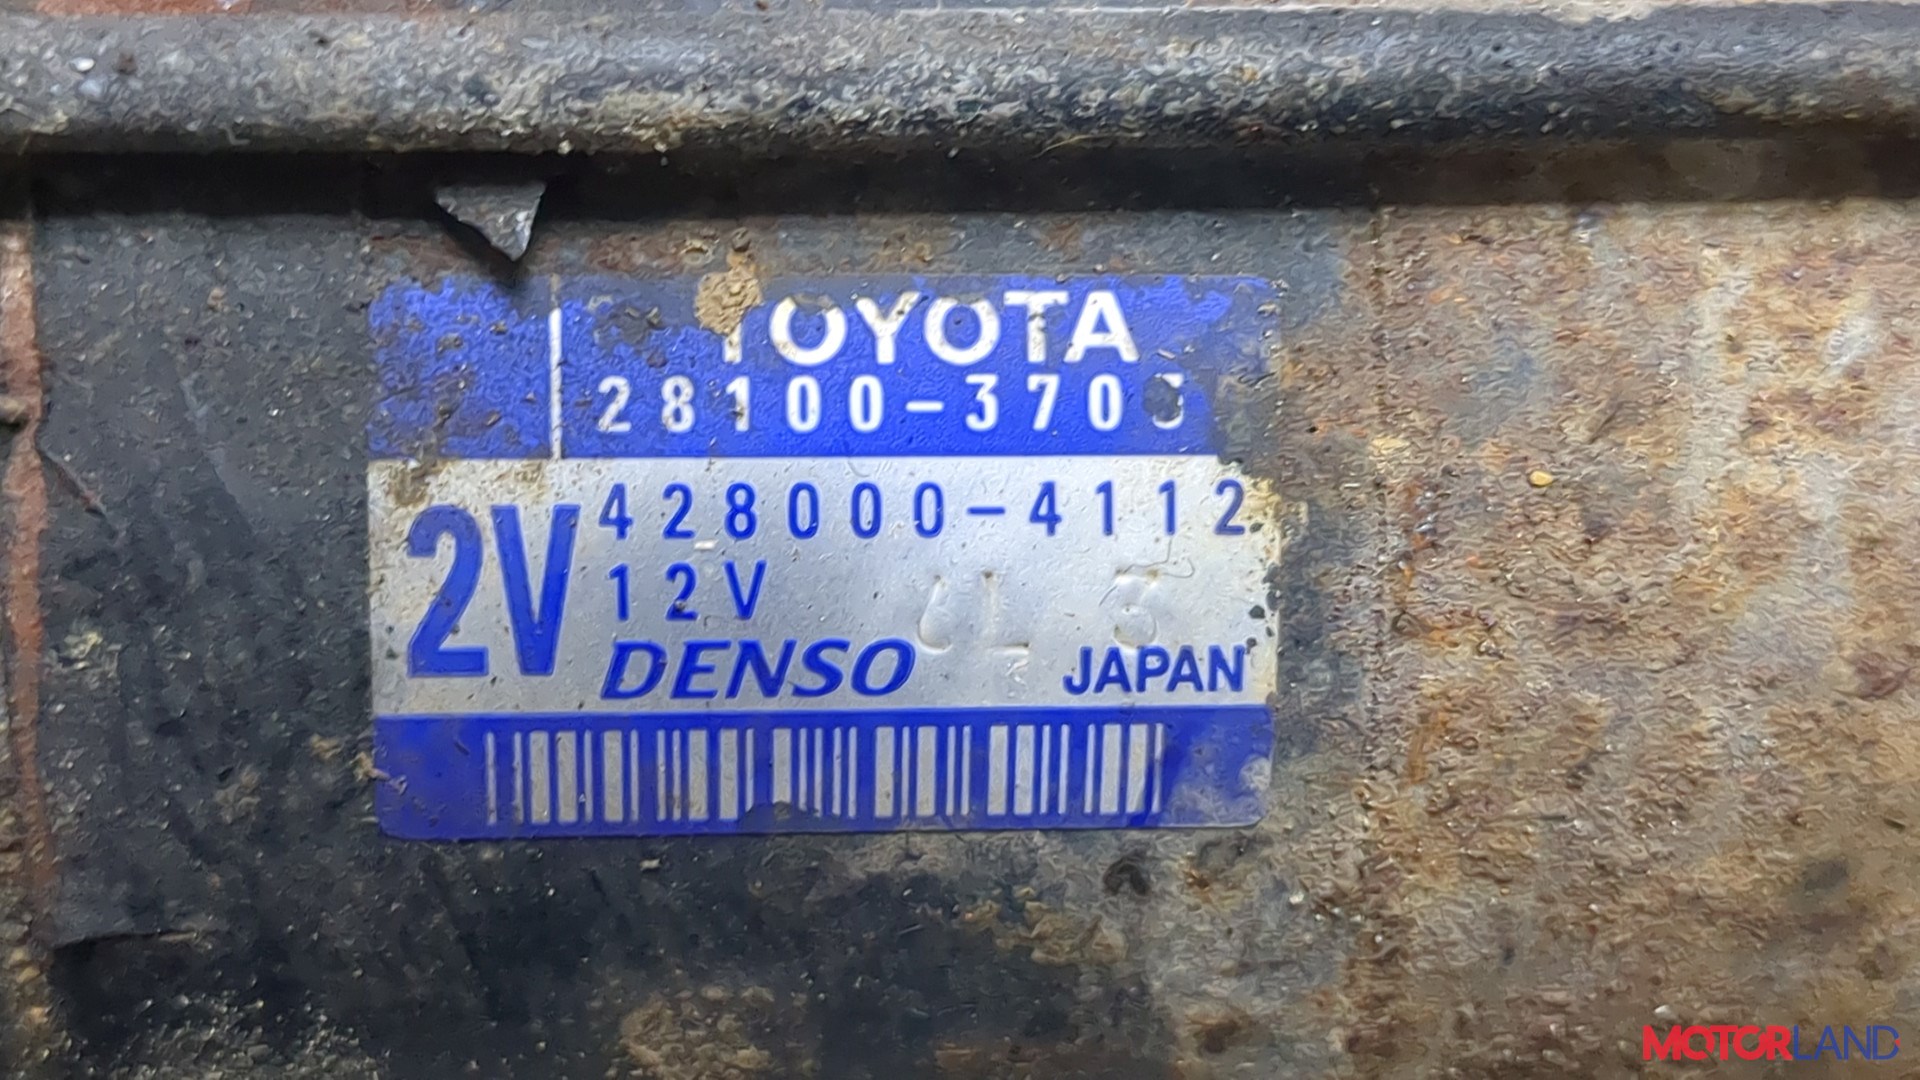 TOYOTA
2V
428000-4112
12V
DENSO JAPAN
MOTORLAND